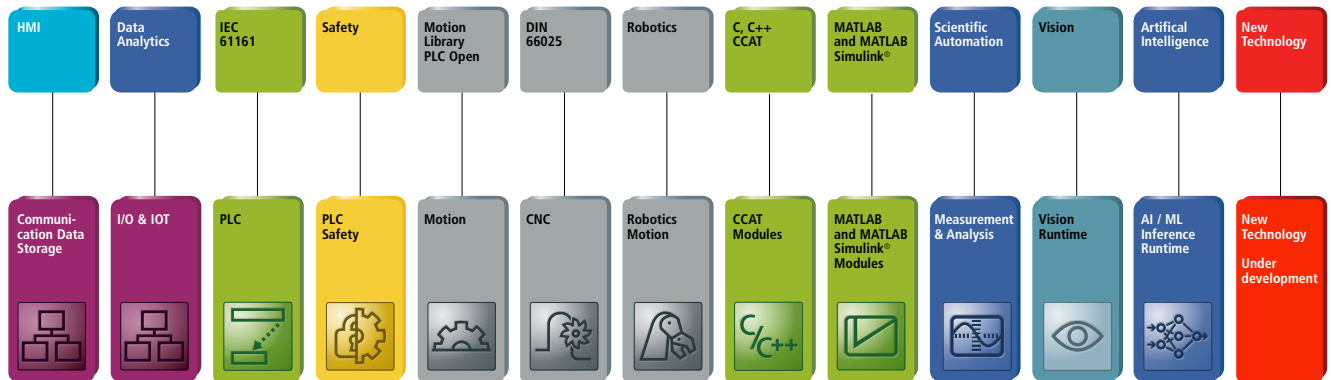 HMI
Data
Analytics
IEC
61161
Safety
Motion
Library
PLC Open
DIN
66025
Robotics
C, C++
CCAT
MATLAB
and MATLAB
Simulink®
Scientific
Automation
Vision
Artifical
Intelligence
New
Technology
Communi-
cation Data
Storage
I/O & IOT
PLC
PLC
Safety
Motion
CNC
Robotics
Motion
CCAT
Modules
MATLAB
and MATLAB
Simulink®
Modules
Measurement
& Analysis
Vision
Runtime
AI / ML
Inference
Runtime
New
Technology
Under
development
C/C++